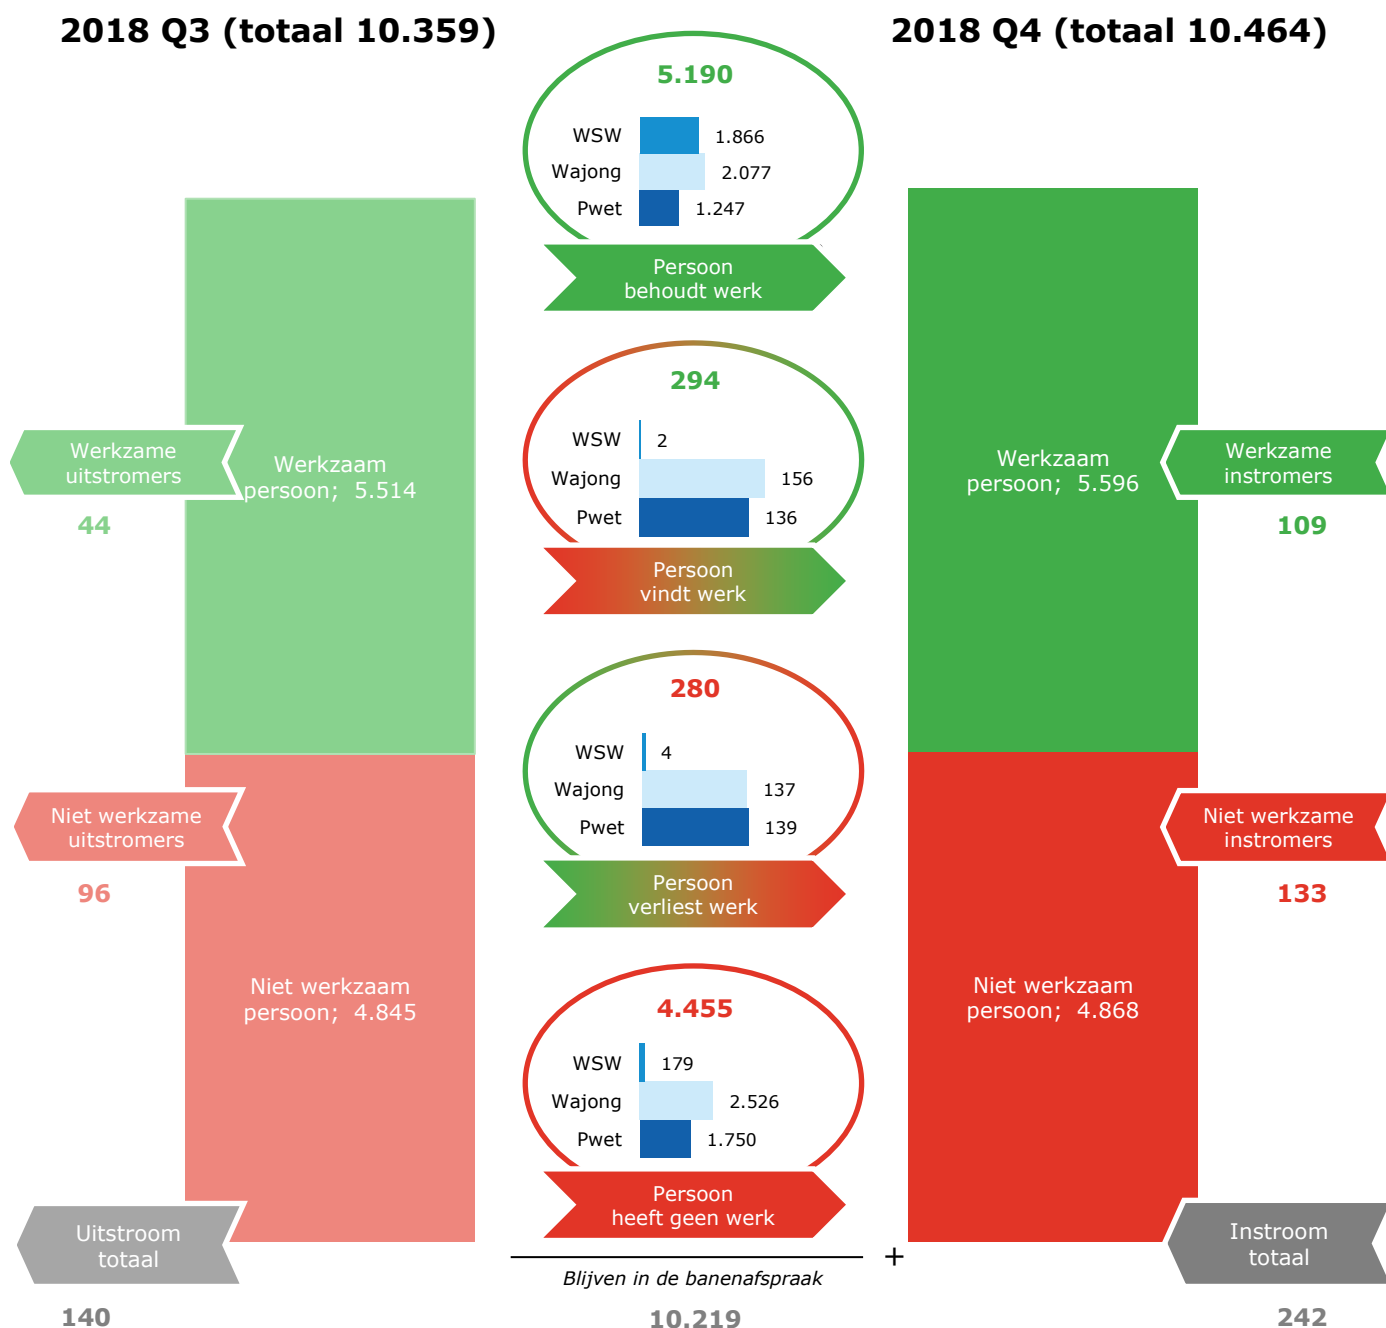 2018 Q3 (totaal 10.359)
2018 Q4 (totaal 10.464)
5.190
WSW 1.866
Wajong 2.077
Pwet 1.247
Persoon
behoudt werk
294
WSW 2
Wajong 156
Pwet 136
Persoon
vindt werk
280
WSW 4
Wajong 137
Pwet 139
Persoon
verliest werk
4.455
WSW 179
Wajong 2.526
Pwet 1.750
Persoon
heeft geen werk
Blijven in de banenafspraak
10.219
+
Werkzame
uitstromers
44
Werkzaam
persoon; 5.514
Niet werkzame
uitstromers
96
Niet werkzaam
persoon; 4.845
Uitstroom
totaal
140
Werkzaam
persoon; 5.596
Werkzame
instromers
109
Niet werkzame
instromers
133
Niet werkzaam
persoon; 4.868
Instroom
totaal
242